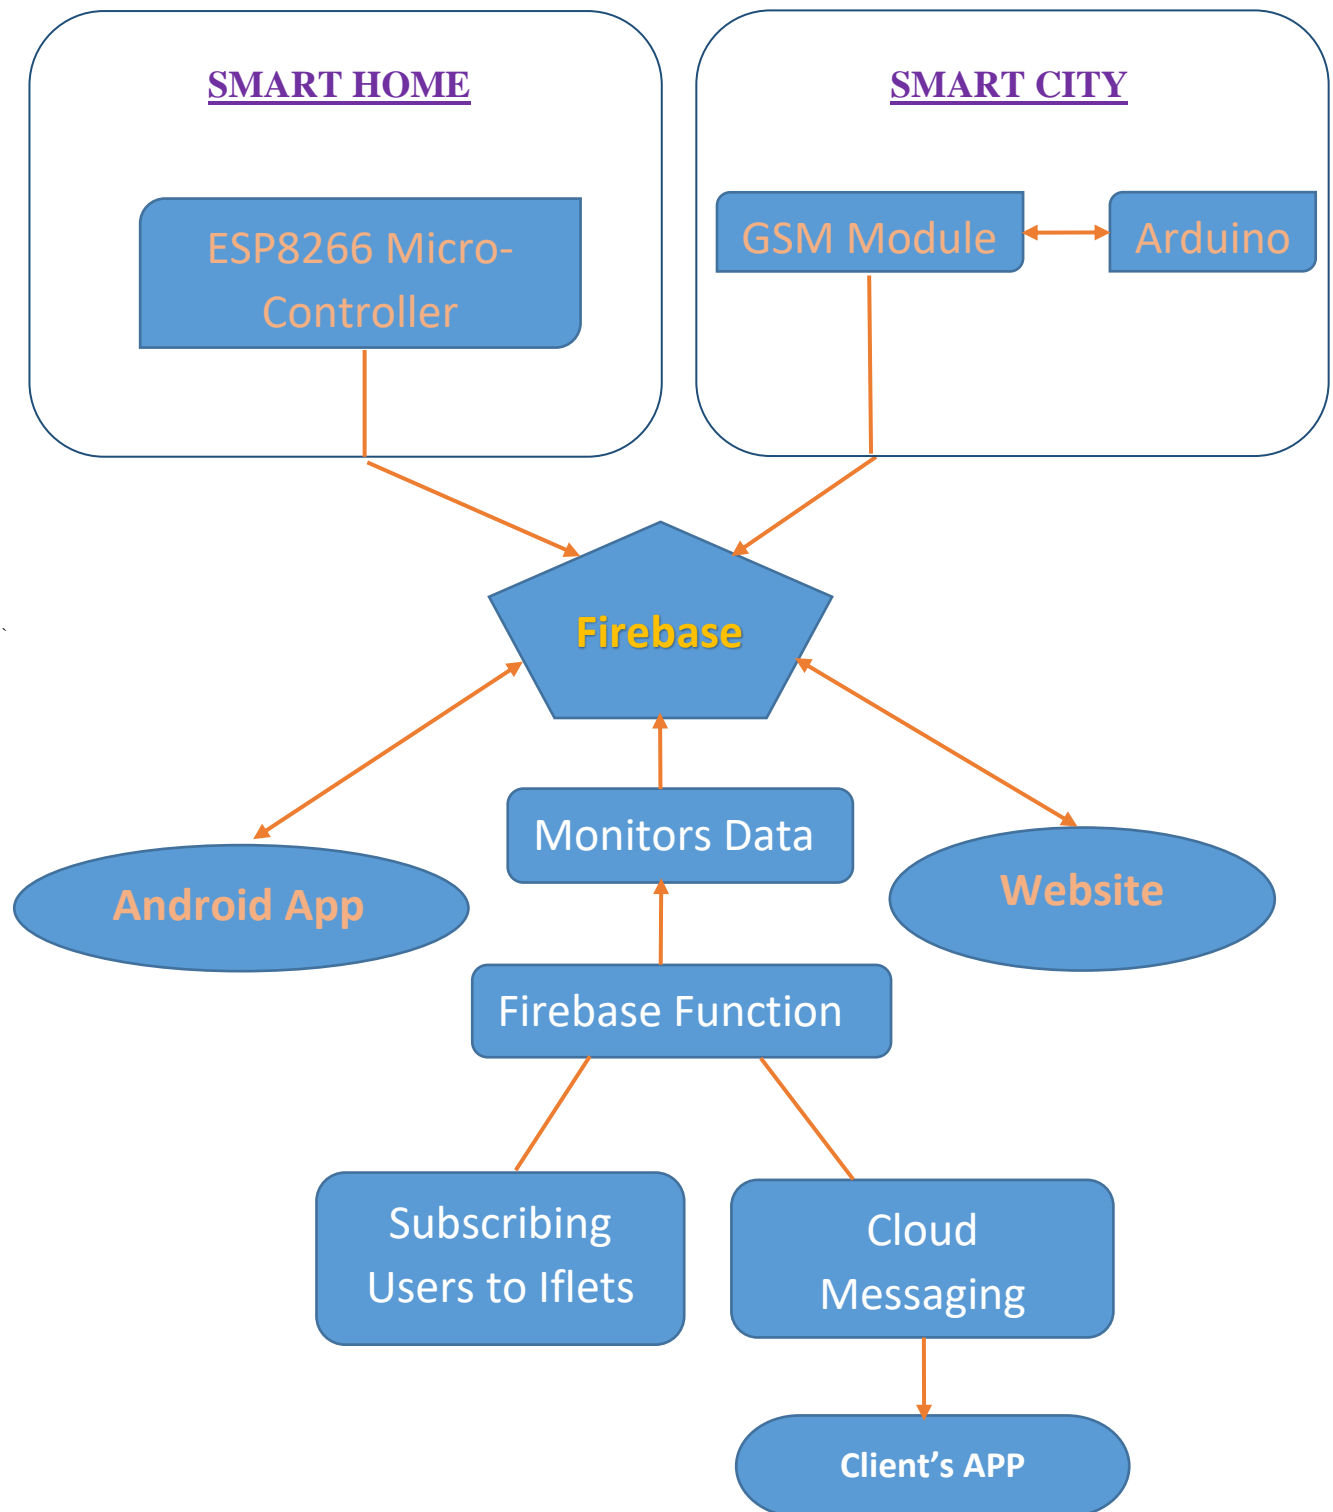 SMART HOME
SMART CITY
ESP8266 Micro-
Controller
GSM Module
Arduino
Firebase
`
Monitors Data
Android App
Website
Firebase Function
Subscribing
Users to Iflets
Cloud
Messaging
Client’s APP